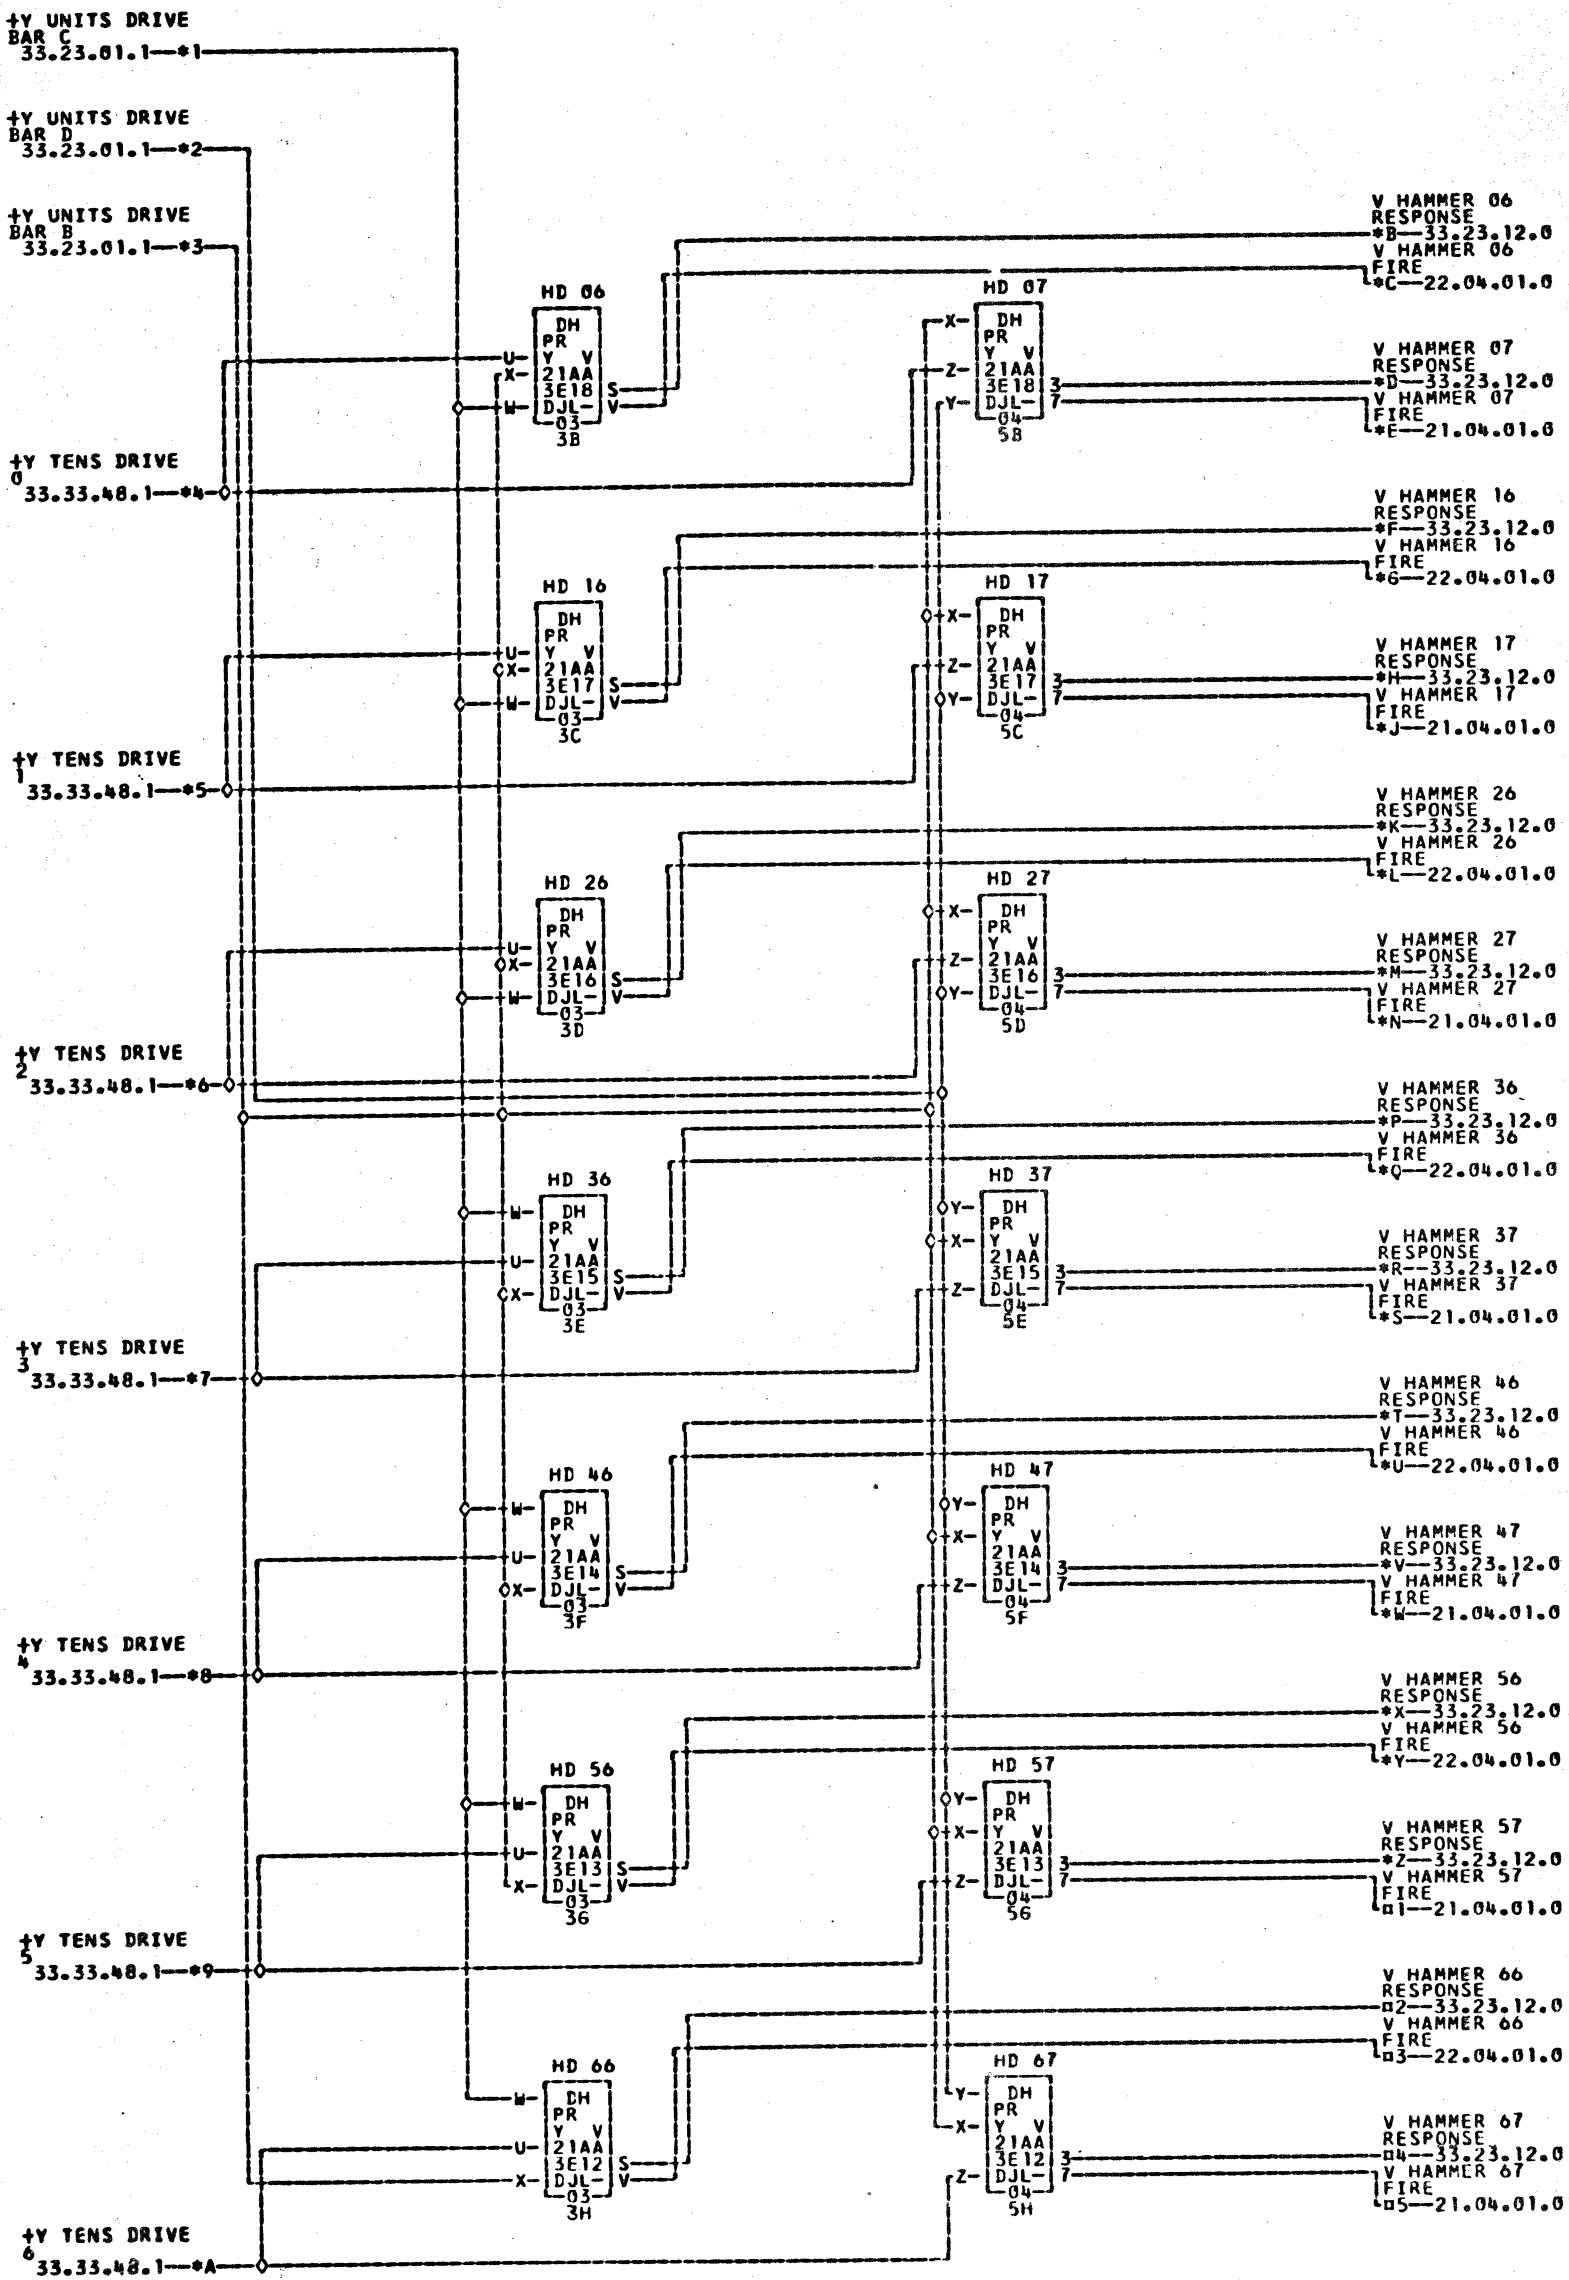 +Y UNITS DRIVE
BAR C
33.23.01.1—*1
+Y UNITS DRIVE
BAR D
33.23.01.1—*2
+Y UNITS DRIVE
BAR B
33.23.01.1—*3
+Y TENS DRIVE
0
33.33.48.1—*4
+Y TENS DRIVE
1
33.33.48.1—*5
+Y TENS DRIVE
2
33.33.48.1—*6
+Y TENS DRIVE
3
33.33.48.1—*7
+Y TENS DRIVE
4
33.33.48.1—*8
+Y TENS DRIVE
5
33.33.48.1—*9
+Y TENS DRIVE
6
33.33.48.1—*A
HD 06
DH
PR
U- Y V
X- 21AA
3E18 S
W- DJL- V
03
3B
HD 16
DH
PR
U- Y V
X- 21AA
3E17 S
W- DJL- V
03
3C
HD 26
DH
PR
U- Y V
X- 21AA
3E16 S
W- DJL- V
03
3D
HD 36
W- DH
PR
Y V
U- 21AA
3E15 S
X- DJL- V
03
3E
HD 46
W- DH
PR
Y V
U- 21AA
3E14 S
X- DJL- V
03
3F
HD 56
W- DH
PR
Y V
U- 21AA
3E13 S
X- DJL- V
03
3G
HD 66
W- DH
PR
Y V
U- 21AA
3E12 S
X- DJL- V
03
3H
HD 07
X- DH
PR
Y V
Z- 21AA
3E18 3
Y- DJL- 7
04
5B
HD 17
X- DH
PR
Y V
Z- 21AA
3E17 3
Y- DJL- 7
04
5C
HD 27
X- DH
PR
Y V
Z- 21AA
3E16 3
Y- DJL- 7
04
5D
HD 37
Y- DH
PR
X- Y V
21AA
3E15 3
Z- DJL- 7
04
5E
HD 47
Y- DH
PR
X- Y V
21AA
3E14 3
Z- DJL- 7
04
5F
HD 57
Y- DH
PR
X- Y V
21AA
3E13 3
Z- DJL- 7
04
5G
HD 67
Y- DH
PR
X- Y V
21AA
3E12 3
Z- DJL- 7
04
5H
V HAMMER 06
RESPONSE
*B—33.23.12.0
V HAMMER 06
FIRE
*C—22.04.01.0
V HAMMER 07
RESPONSE
*D—33.23.12.0
V HAMMER 07
FIRE
*E—21.04.01.0
V HAMMER 16
RESPONSE
*F—33.23.12.0
V HAMMER 16
FIRE
*G—22.04.01.0
V HAMMER 17
RESPONSE
*H—33.23.12.0
V HAMMER 17
FIRE
*J—21.04.01.0
V HAMMER 26
RESPONSE
*K—33.23.12.0
V HAMMER 26
FIRE
*L—22.04.01.0
V HAMMER 27
RESPONSE
*M—33.23.12.0
V HAMMER 27
FIRE
*N—21.04.01.0
V HAMMER 36
RESPONSE
*P—33.23.12.0
V HAMMER 36
FIRE
*Q—22.04.01.0
V HAMMER 37
RESPONSE
*R—33.23.12.0
V HAMMER 37
FIRE
*S—21.04.01.0
V HAMMER 46
RESPONSE
*T—33.23.12.0
V HAMMER 46
FIRE
*U—22.04.01.0
V HAMMER 47
RESPONSE
*V—33.23.12.0
V HAMMER 47
FIRE
*W—21.04.01.0
V HAMMER 56
RESPONSE
*X—33.23.12.0
V HAMMER 56
FIRE
*Y—22.04.01.0
V HAMMER 57
RESPONSE
*Z—33.23.12.0
V HAMMER 57
FIRE
¤1—21.04.01.0
V HAMMER 66
RESPONSE
¤2—33.23.12.0
V HAMMER 66
FIRE
¤3—22.04.01.0
V HAMMER 67
RESPONSE
¤4—33.23.12.0
V HAMMER 67
FIRE
¤5—21.04.01.0